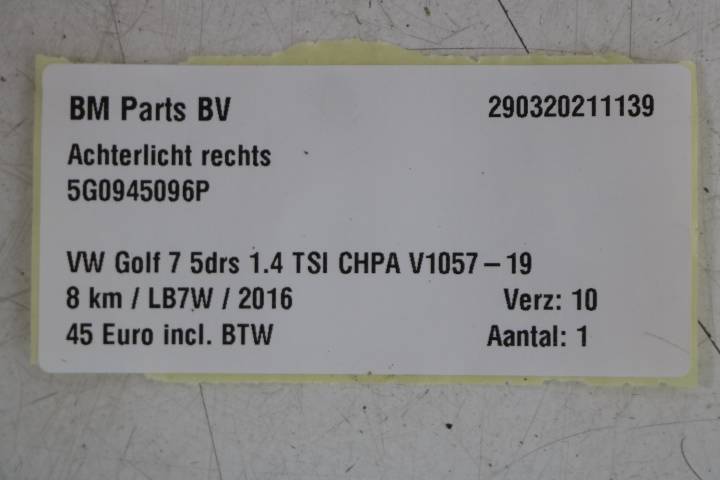 BM Parts BV 290320211139
Achterlicht rechts
5G0945096P
VW Golf 7 5drs 1.4 TSI CHPA V1057 – 19
8 km / LB7W / 2016 Verz: 10
45 Euro incl. BTW Aantal: 1